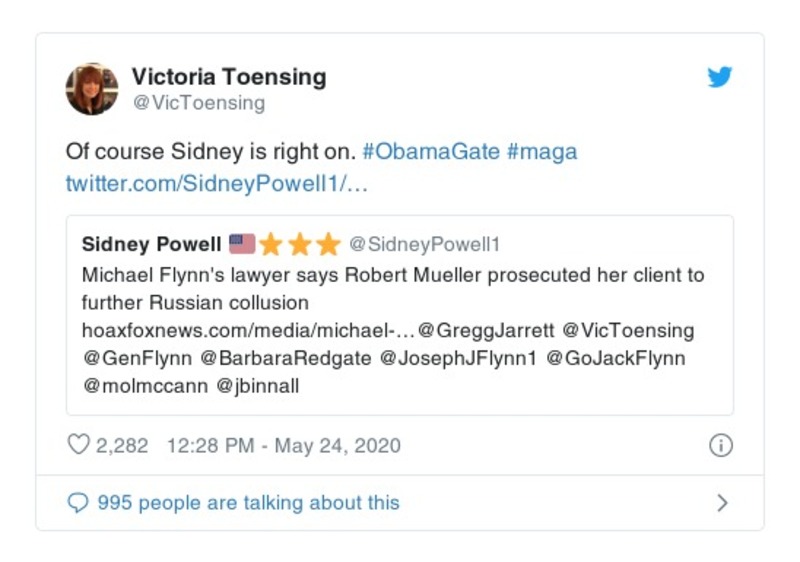 Victoria Toensing
@VicToensing
Of course Sidney is right on. #ObamaGate #maga
twitter.com/SidneyPowell1/…
Sidney Powell 🇺🇸⭐⭐⭐ @SidneyPowell1
Michael Flynn's lawyer says Robert Mueller prosecuted her client to
further Russian collusion
hoaxfoxnews.com/media/michael-…@GreggJarrett @VicToensing
@GenFlynn @BarbaraRedgate @JosephJFlynn1 @GoJackFlynn
@molmccann @jbinnall
2,282 12:28 PM - May 24, 2020
995 people are talking about this